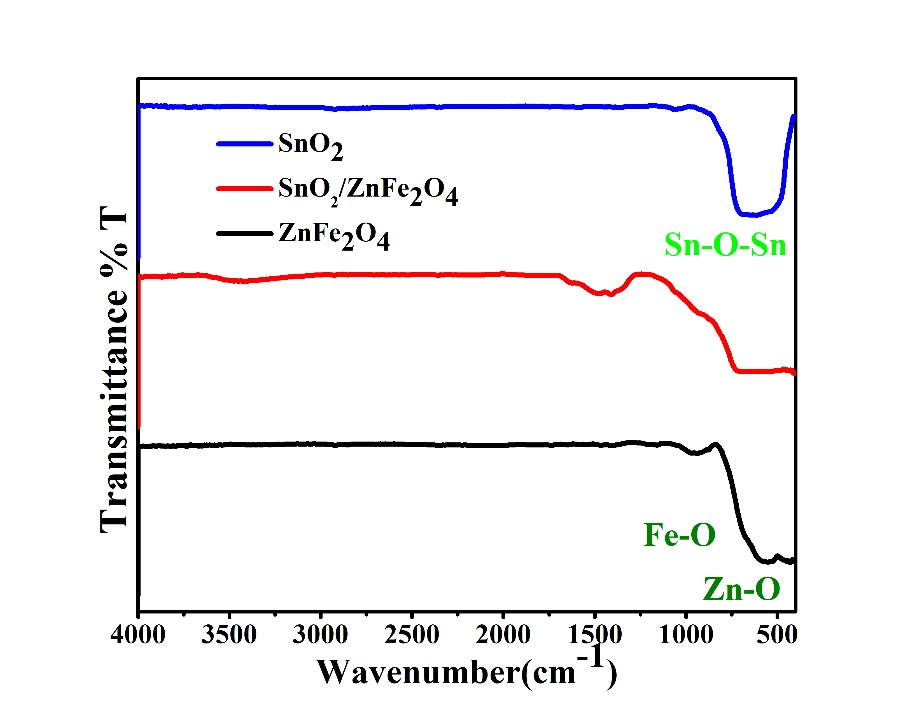 SnO2
SnO2/ZnFe2O4
ZnFe2O4
Sn-O-Sn
Fe-O
Zn-O
Transmittance % T
4000 3500 3000 2500 2000 1500 1000 500
Wavenumber(cm-1)